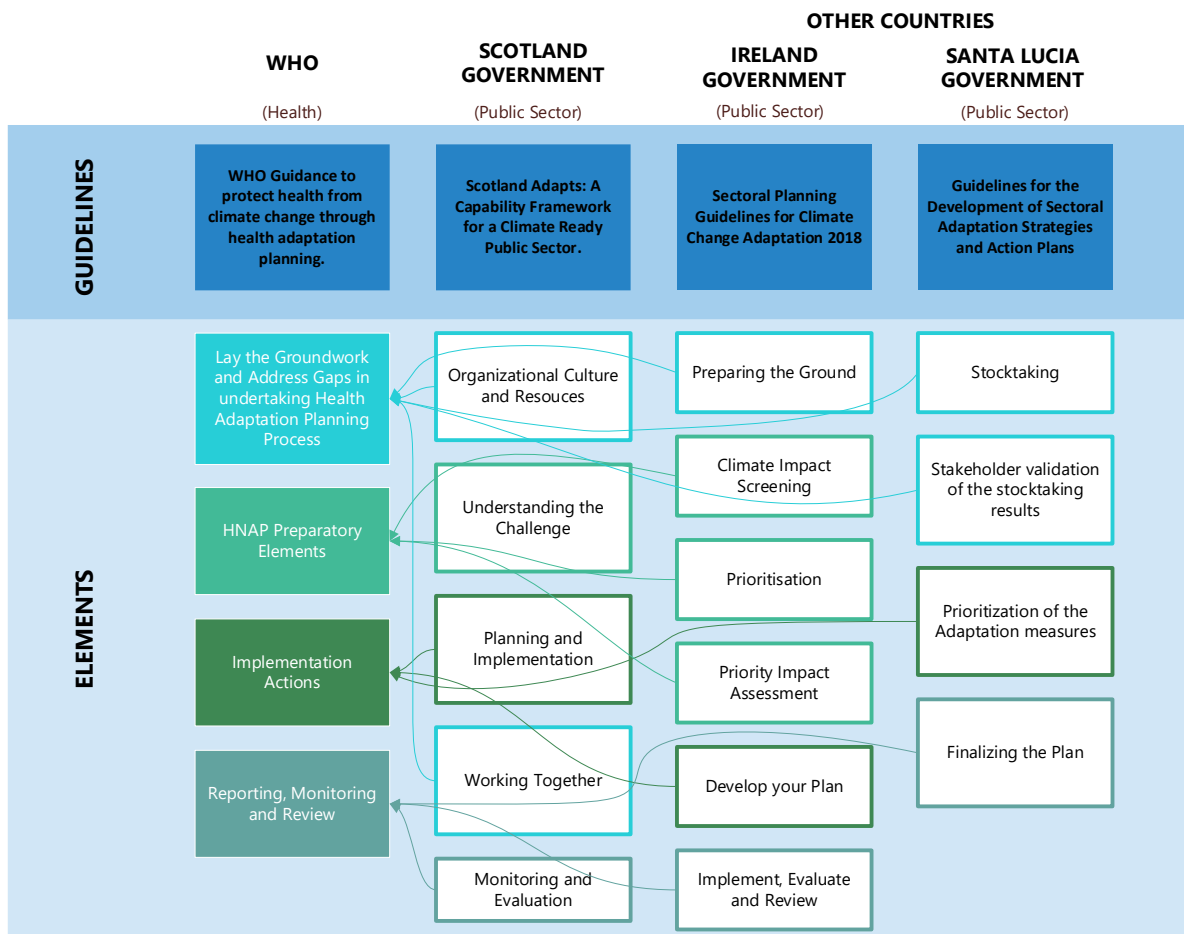 OTHER COUNTRIES
WHO
(Health)
SCOTLAND
GOVERNMENT
(Public Sector)
IRELAND
GOVERNMENT
(Public Sector)
SANTA LUCIA
GOVERNMENT
(Public Sector)
GUIDELINES
WHO Guidance to
protect health from
climate change through
health adaptation
planning.
Scotland Adapts: A
Capability Framework
for a Climate Ready
Public Sector.
Sectoral Planning
Guidelines for Climate
Change Adaptation 2018
Guidelines for the
Development of Sectoral
Adaptation Strategies
and Action Plans
ELEMENTS
Lay the Groundwork
and Address Gaps in
undertaking Health
Adaptation Planning
Process
HNAP Preparatory
Elements
Implementation
Actions
Reporting, Monitoring
and Review
Organizational Culture
and Resouces
Understanding the
Challenge
Planning and
Implementation
Working Together
Monitoring and
Evaluation
Preparing the Ground
Climate Impact
Screening
Prioritisation
Priority Impact
Assessment
Develop your Plan
Implement, Evaluate
and Review
Stocktaking
Stakeholder validation
of the stocktaking
results
Prioritization of the
Adaptation measures
Finalizing the Plan